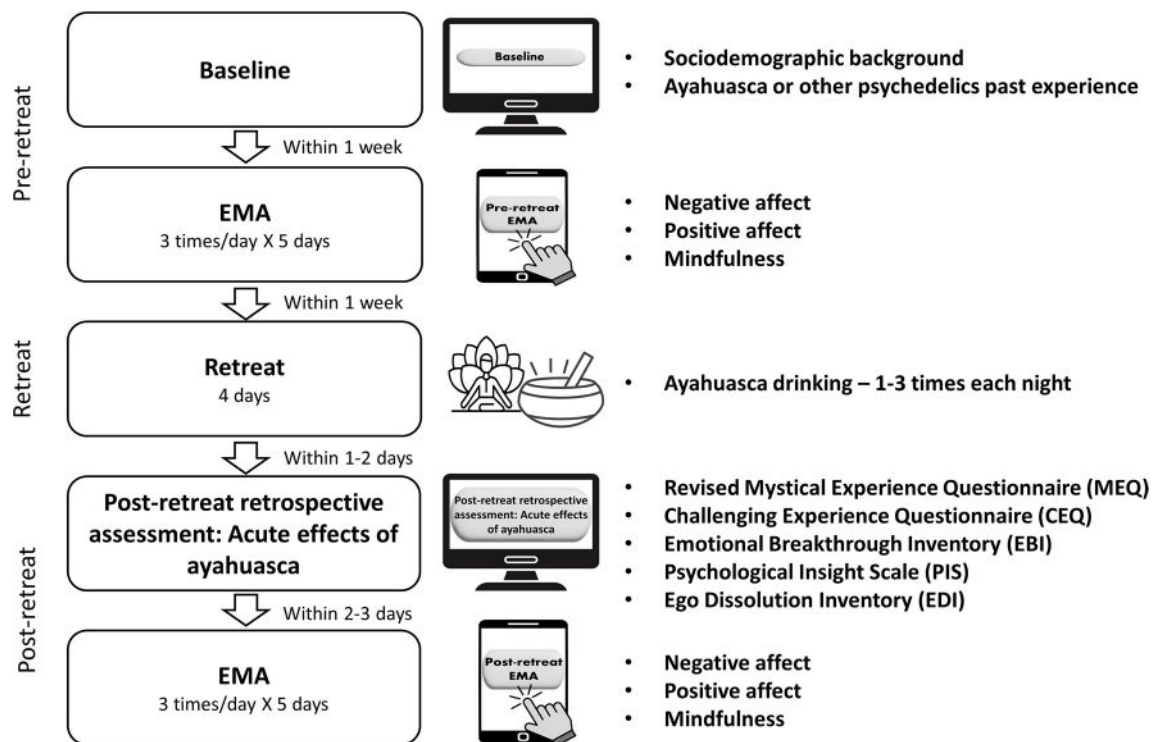 Pre-retreat
Baseline
Baseline
• Sociodemographic background
• Ayahuasca or other psychedelics past experience
Within 1 week
EMA
3 times/day X 5 days
Pre-retreat
EMA
• Negative affect
• Positive affect
• Mindfulness
Within 1 week
Retreat
Retreat
4 days
• Ayahuasca drinking – 1-3 times each night
Within 1-2 days
Post-retreat
Post-retreat retrospective
assessment: Acute effects of
ayahuasca
Post-retreat retrospective
assessment: Acute effects
of ayahuasca
• Revised Mystical Experience Questionnaire (MEQ)
• Challenging Experience Questionnaire (CEQ)
• Emotional Breakthrough Inventory (EBI)
• Psychological Insight Scale (PIS)
• Ego Dissolution Inventory (EDI)
Within 2-3 days
EMA
3 times/day X 5 days
Post-retreat
EMA
• Negative affect
• Positive affect
• Mindfulness